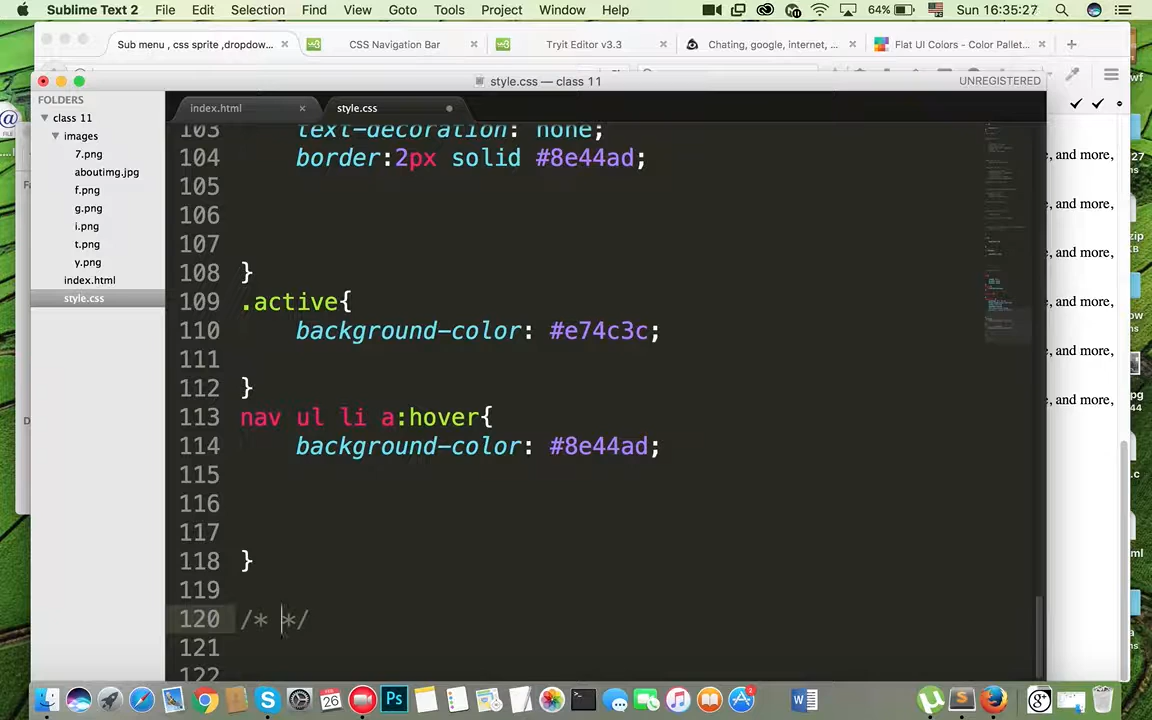 Sublime Text 2 File Edit Selection Find View Goto Tools Project Window Help 64% Sun 16:35:27
Sub menu , css sprite ,dropdow... CSS Navigation Bar Tryit Editor v3.3 Chatting, google, internet, ... Flat UI Colors - Color Pallet...
style.css — class 11 UNREGISTERED
FOLDERS
class 11
images
7.png
aboutimg.jpg
f.png
g.png
i.png
t.png
y.png
index.html
style.css
index.html style.css
103 text-decoration: none;
104 border:2px solid #8e44ad;
105
106
107
108 }
109 .active{
110 background-color: #e74c3c;
111
112 }
113 nav ul li a:hover{
114 background-color: #8e44ad;
115
116
117
118 }
119
120 /* */
121
122
, and more,
, and more,
, and more,
, and more,
, and more,
, and more,